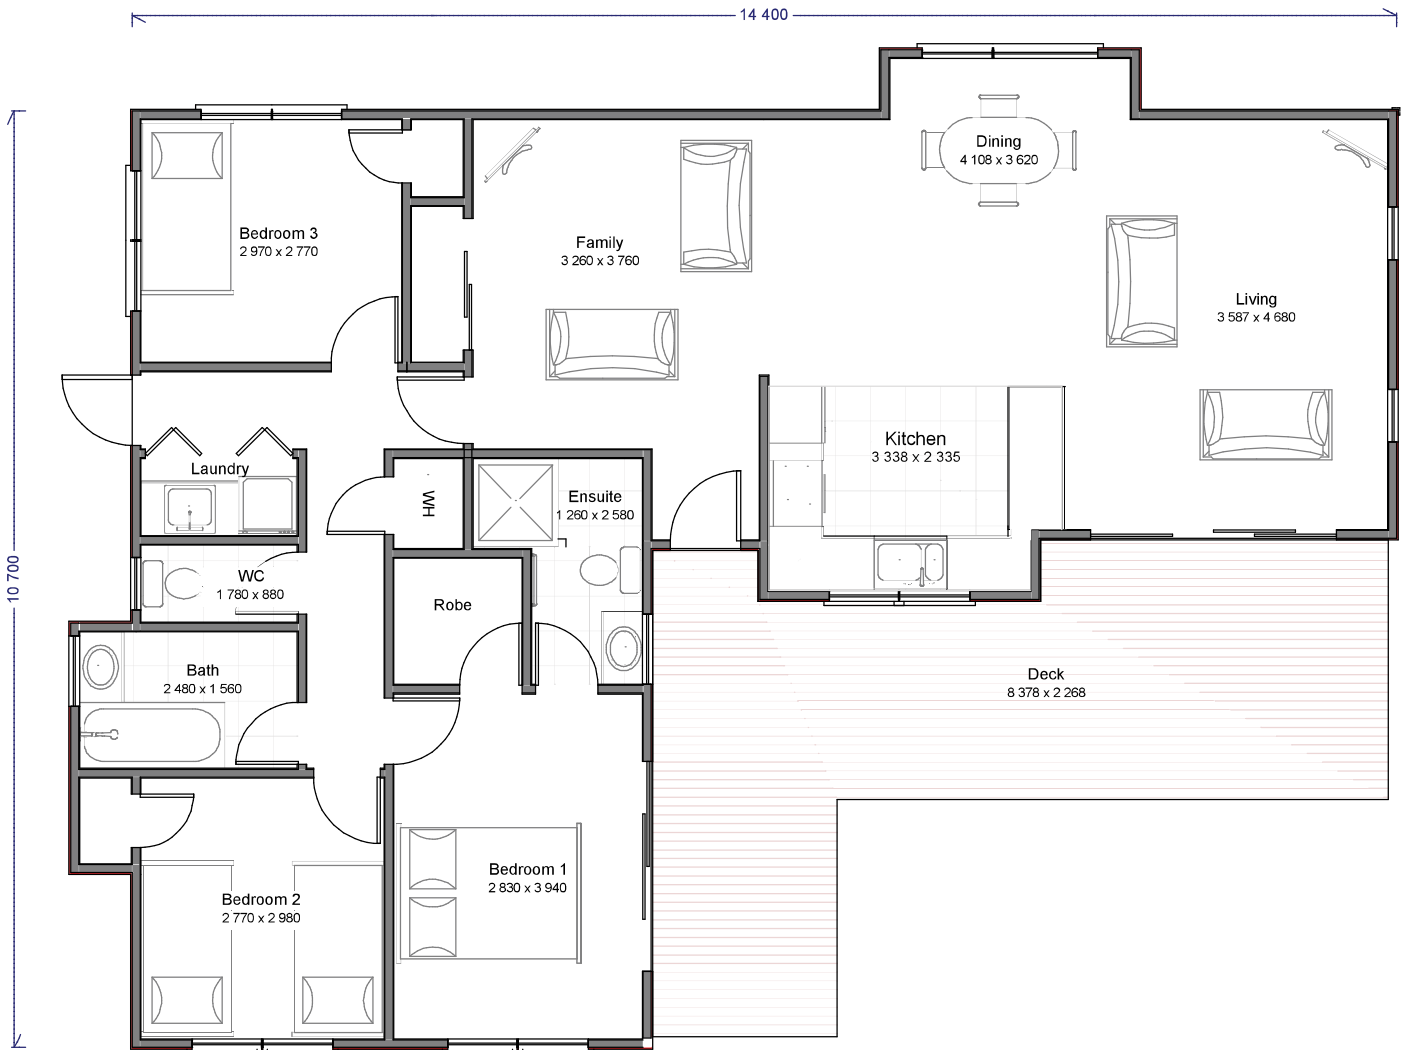 14 400
10 700
Dining
4 108 x 3 620
Bedroom 3
2 970 x 2 770
Family
3 260 x 3 760
Living
3 587 x 4 680
Kitchen
3 338 x 2 335
Laundry
WH
Ensuite
1 260 x 2 580
WC
1 780 x 880
Robe
Bath
2 480 x 1 560
Deck
8 378 x 2 268
Bedroom 1
2 830 x 3 940
Bedroom 2
2 770 x 2 980